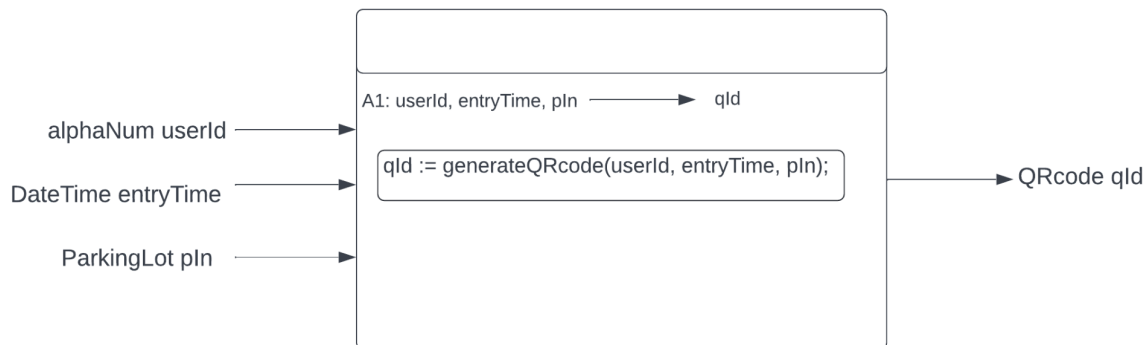 A1: userId, entryTime, pIn qId
alphaNum userId
qId := generateQRcode(userId, entryTime, pIn);
DateTime entryTime
QRcode qId
ParkingLot pIn